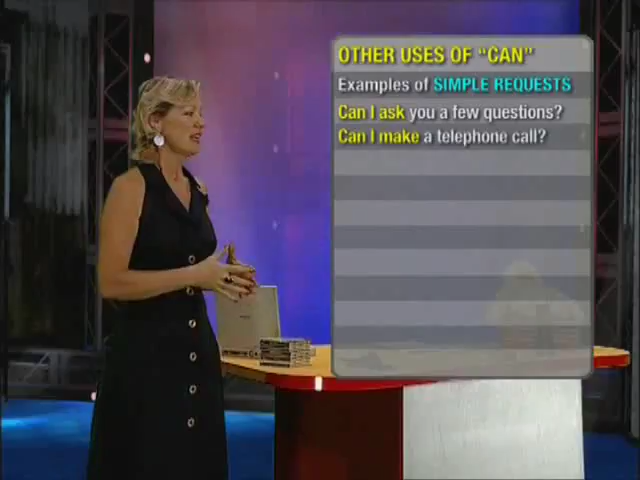 OTHER USES OF “CAN”
Examples of SIMPLE REQUESTS
Can I ask you a few questions?
Can I make a telephone call?